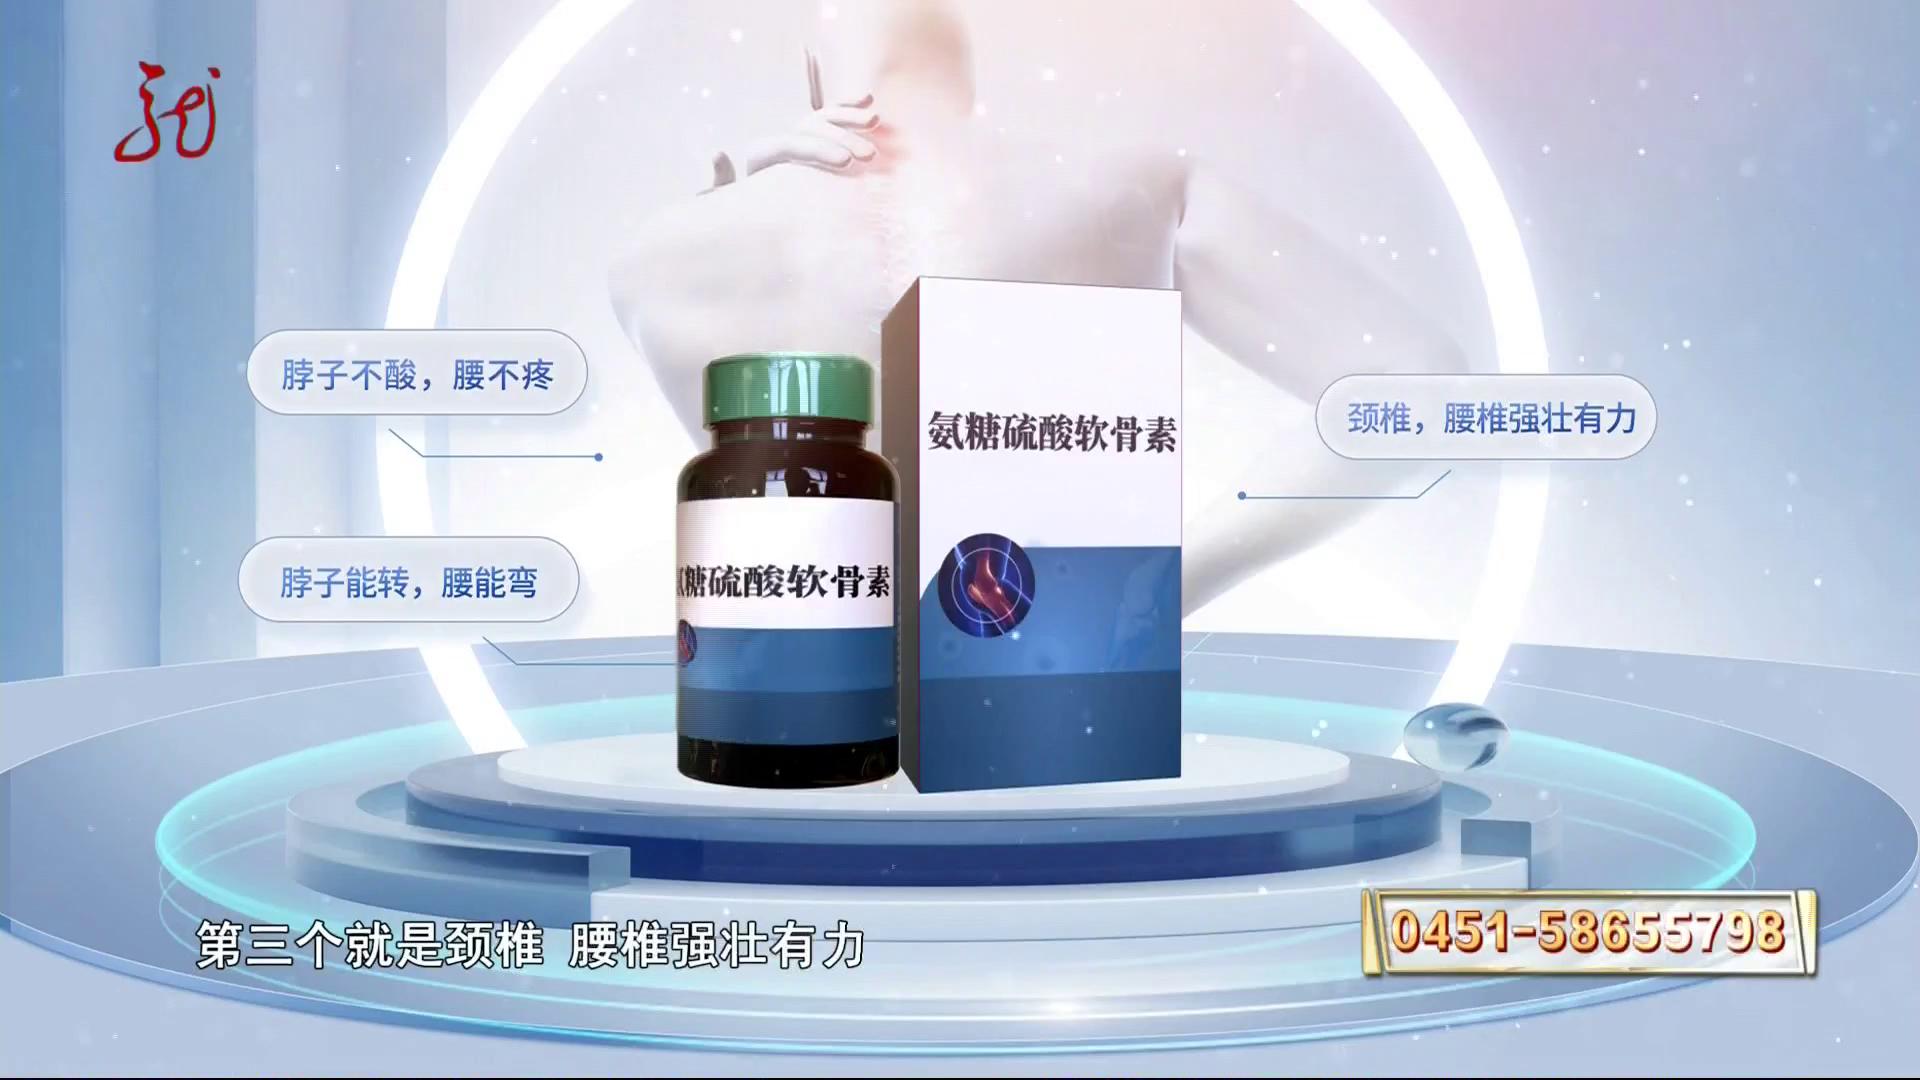 龙
脖子不酸，腰不疼
颈椎，腰椎强壮有力
氨糖硫酸软骨素
脖子能转，腰能弯
氨糖硫酸软骨素
第三个就是颈椎 腰椎强壮有力
0451-58655798